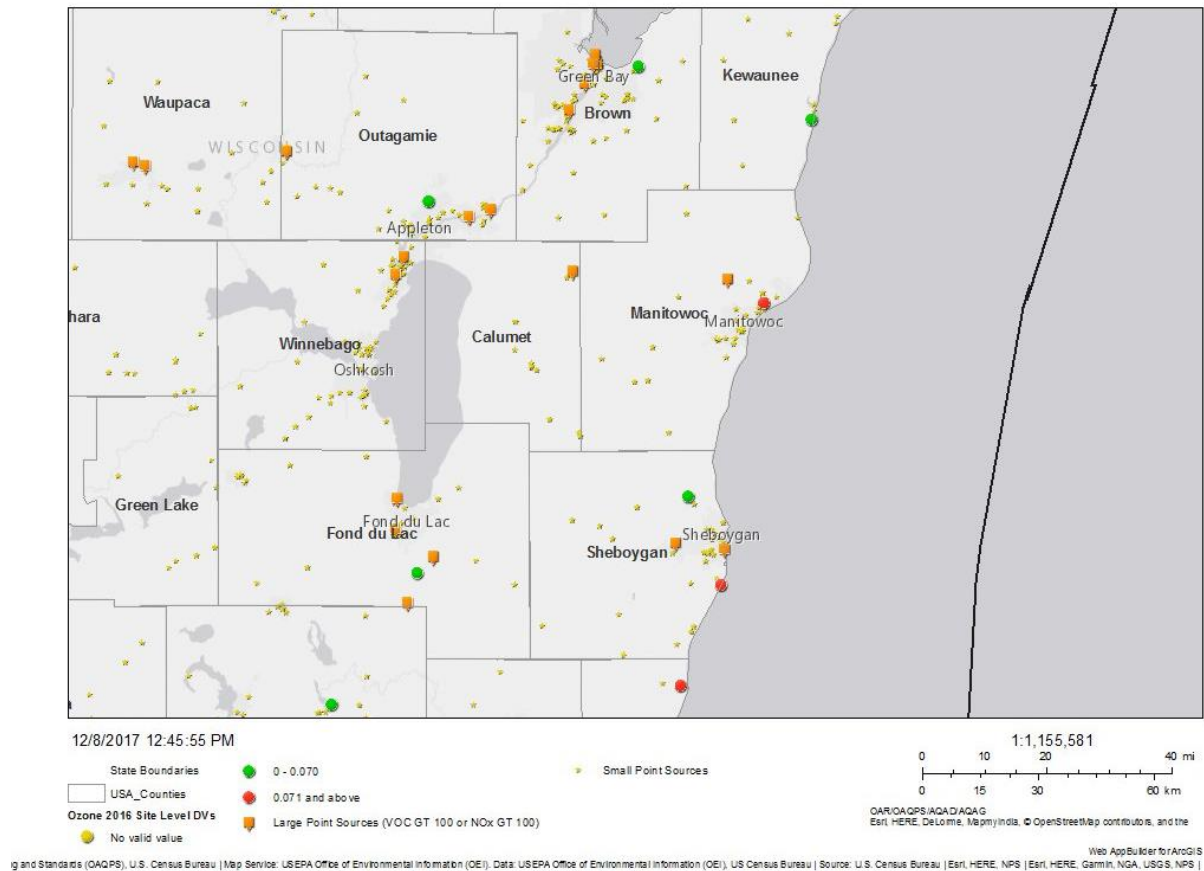 Green Bay
Kewaunee
Waupaca
Brown
Outagamie
WISCONSIN
Appleton
hara
Manitowoc
Manitowoc
Winnebago
Calumet
Oshkosh
Green Lake
Fond du Lac
Fond du Lac
Sheboygan
Sheboygan
12/8/2017 12:45:55 PM
1:1,155,581
State Boundaries
0 - 0.070
Small Point Sources
0 10 20 40 mi
USA_Counties
0.071 and above
0 15 30 60 km
Ozone 2016 Site Level DVs
Large Point Sources (VOC GT 100 or NOx GT 100)
No valid value
OAR/OAQPS/AQAD/AQAG
Esri, HERE, DeLorme, MapmyIndia, © OpenStreetMap contributors, and the
Web AppBuilder for ArcGIS
g and Standards (OAQPS), U.S. Census Bureau | Map Service: USEPA Office of Environmental Information (OEI). Data: USEPA Office of Environmental Information (OEI), US Census Bureau | Source: U.S. Census Bureau | Esri, HERE, NPS | Esri, HERE, Garmin, NGA, USGS, NPS |